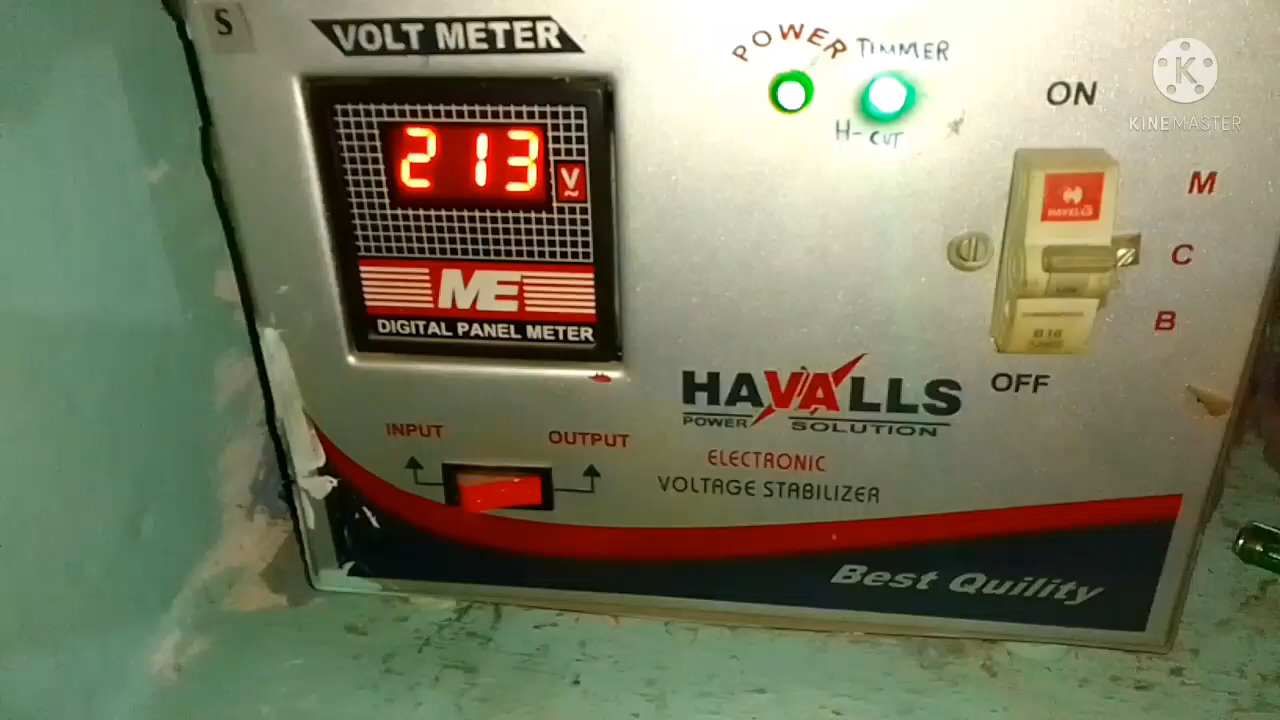 S
VOLT METER
213
V
ME
DIGITAL PANEL METER
POWER
TIMMER
H-CUT
ON
KINEMASTER
M
HAVELLS
C
B
B16
OFF
HAVALLS
POWER SOLUTION
INPUT
OUTPUT
ELECTRONIC
VOLTAGE STABILIZER
Best Quility